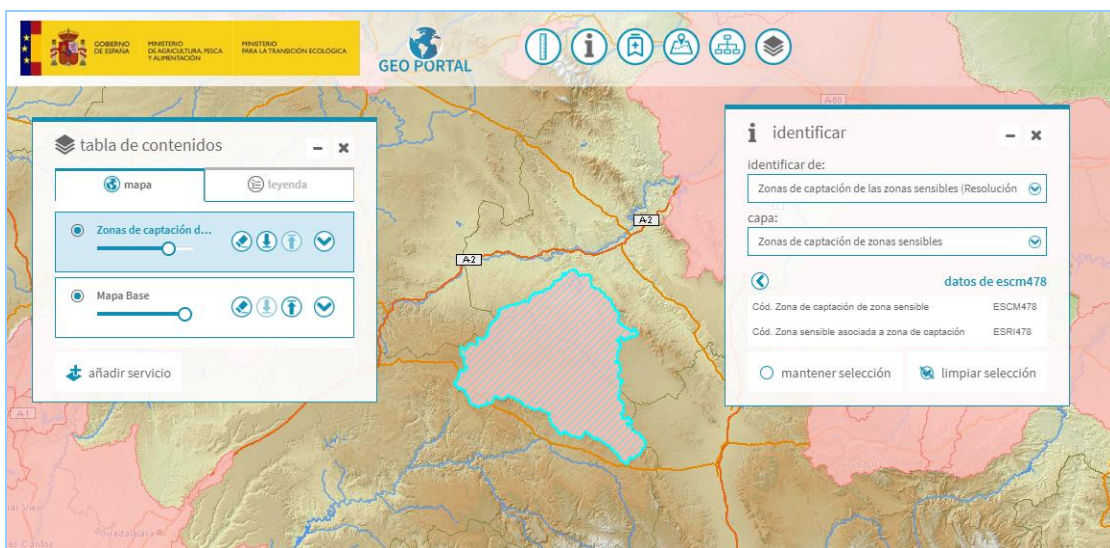 GOBIERNO
DE ESPAÑA
MINISTERIO
DE AGRICULTURA, PESCA
Y ALIMENTACIÓN
MINISTERIO
PARA LA TRANSICIÓN ECOLÓGICA
GEO PORTAL
A-68
tabla de contenidos
mapa
leyenda
Zonas de captación d...
Mapa Base
añadir servicio
identificar
identificar de:
Zonas de captación de las zonas sensibles (Resolución
capa:
Zonas de captación de zonas sensibles
datos de escm478
Cód. Zona de captación de zona sensible ESCM478
Cód. Zona sensible asociada a zona de captación ESRI478
mantener selección
limpiar selección
A-2
A-2
A-1
Guadalajara